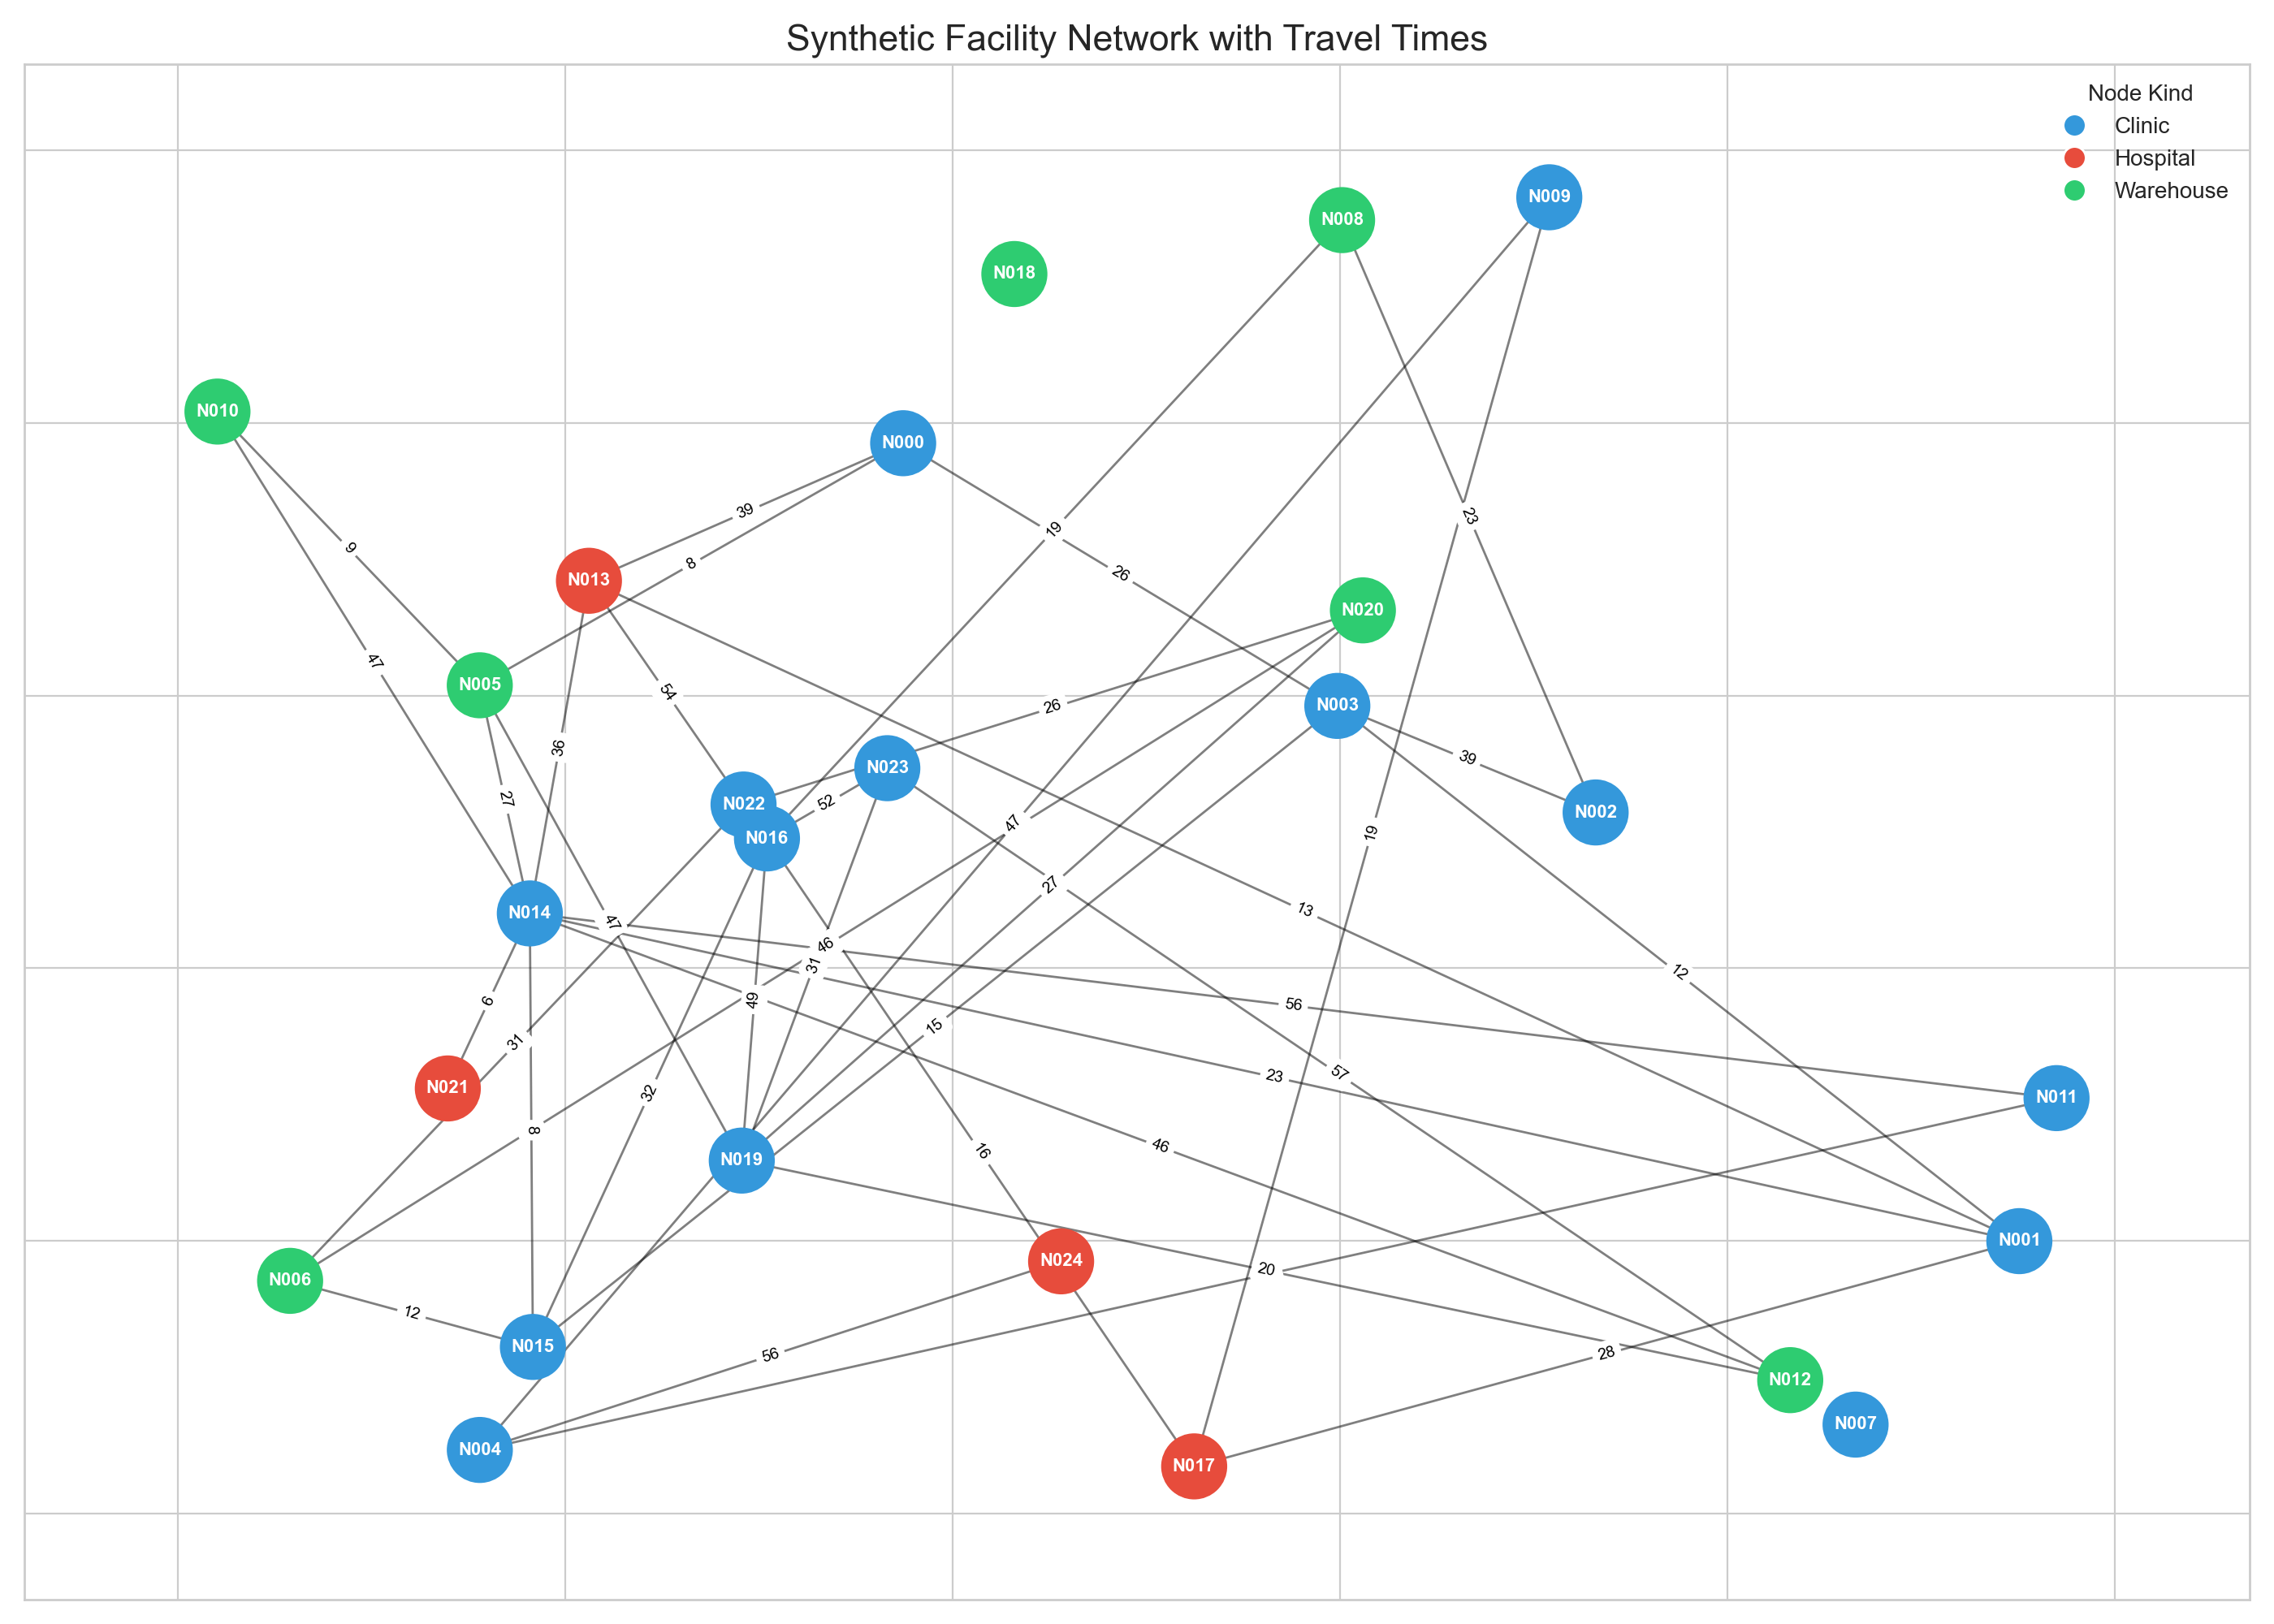 Synthetic Facility Network with Travel Times
Node Kind
Clinic
Hospital
Warehouse
N009
N008
N018
N010
N000
39
23
19
9
8
26
N013
N020
47
N005
54
26
N003
36
39
N023
27
52
N022
N002
47
19
N016
27
13
N014
47
46
31
12
49
6
56
15
31
57
23
N021
32
N011
8
46
16
N019
N001
N024
20
N006
12
N015
28
56
N012
N007
N004
N017